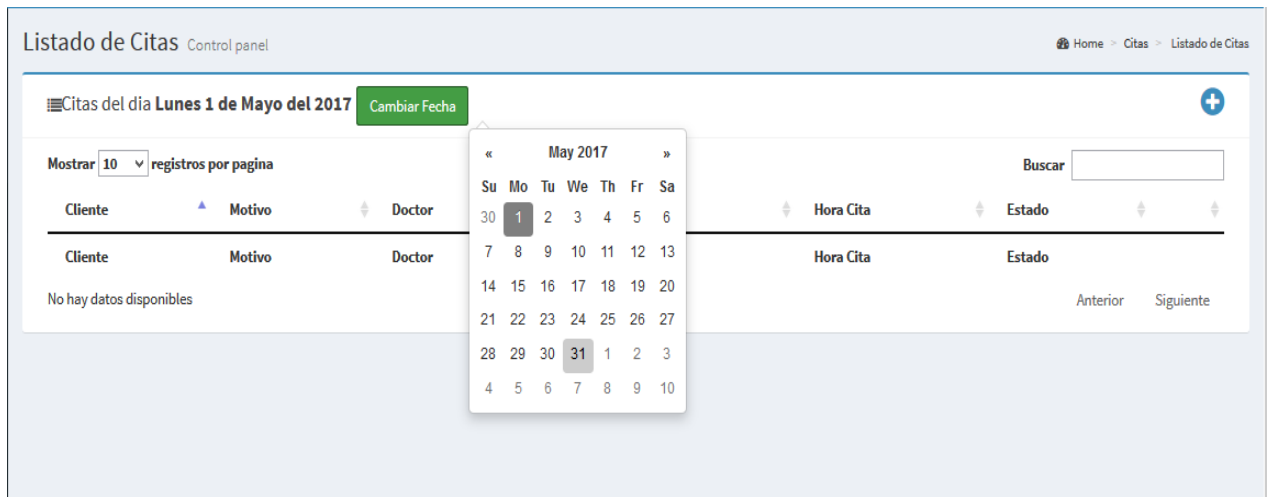 Listado de Citas Control panel
Home > Citas > Listado de Citas
Citas del dia Lunes 1 de Mayo del 2017 Cambiar Fecha
Mostrar 10 registros por pagina
Buscar
Cliente Motivo Doctor Hora Cita Estado
Cliente Motivo Doctor Hora Cita Estado
No hay datos disponibles
Anterior Siguiente
« May 2017 »
Su Mo Tu We Th Fr Sa
30 1 2 3 4 5 6
7 8 9 10 11 12 13
14 15 16 17 18 19 20
21 22 23 24 25 26 27
28 29 30 31 1 2 3
4 5 6 7 8 9 10